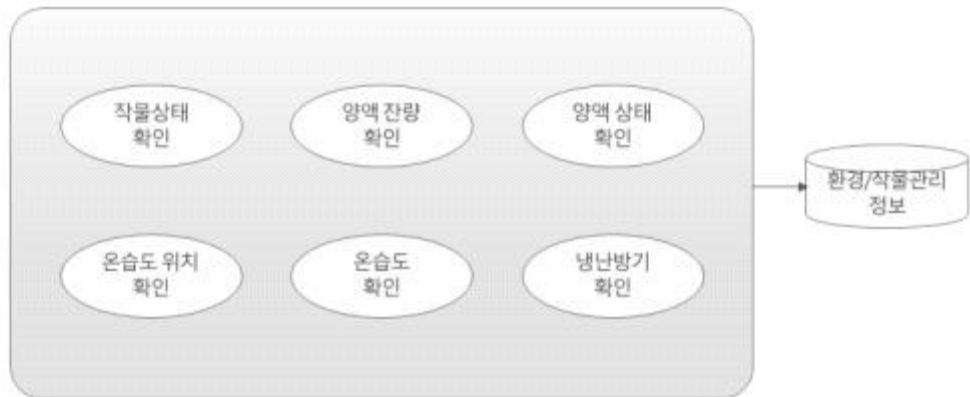 작물상태
확인
양액 잔량
확인
양액 상태
확인
환경/작물관리
정보
온습도 위치
확인
온습도
확인
냉난방기
확인